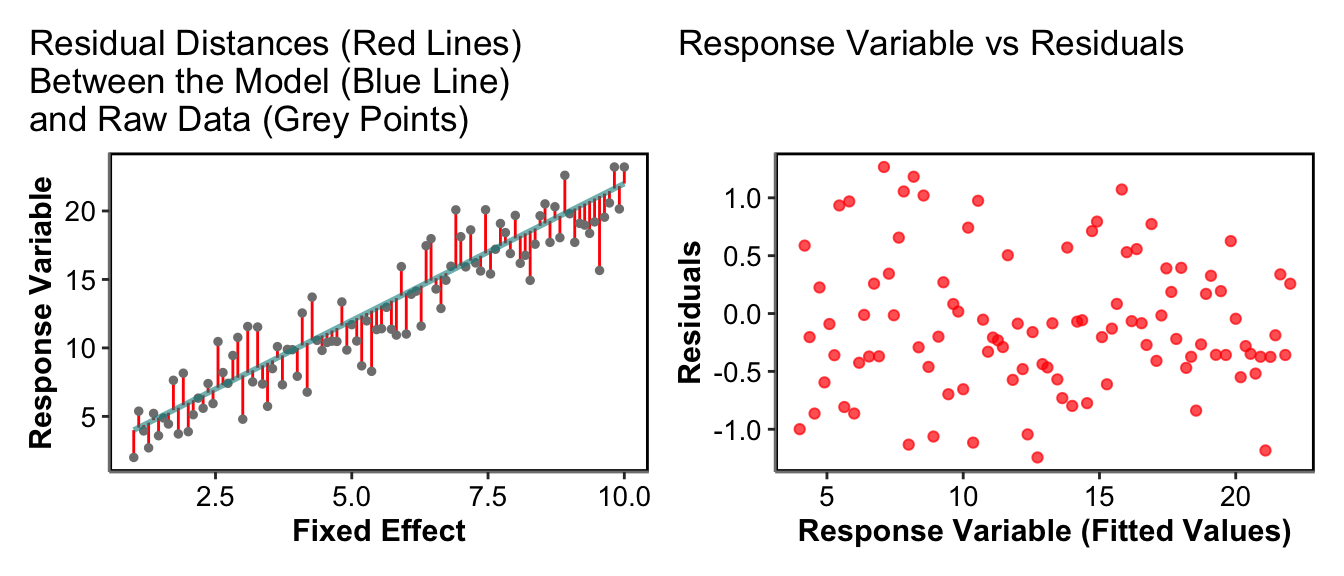 Residual Distances (Red Lines)
Between the Model (Blue Line)
and Raw Data (Grey Points)
Response Variable
20
15
10
5
2.5 5.0 7.5 10.0
Fixed Effect
Response Variable vs Residuals
Residuals
1.0
0.5
0.0
-0.5
-1.0
5 10 15 20
Response Variable (Fitted Values)